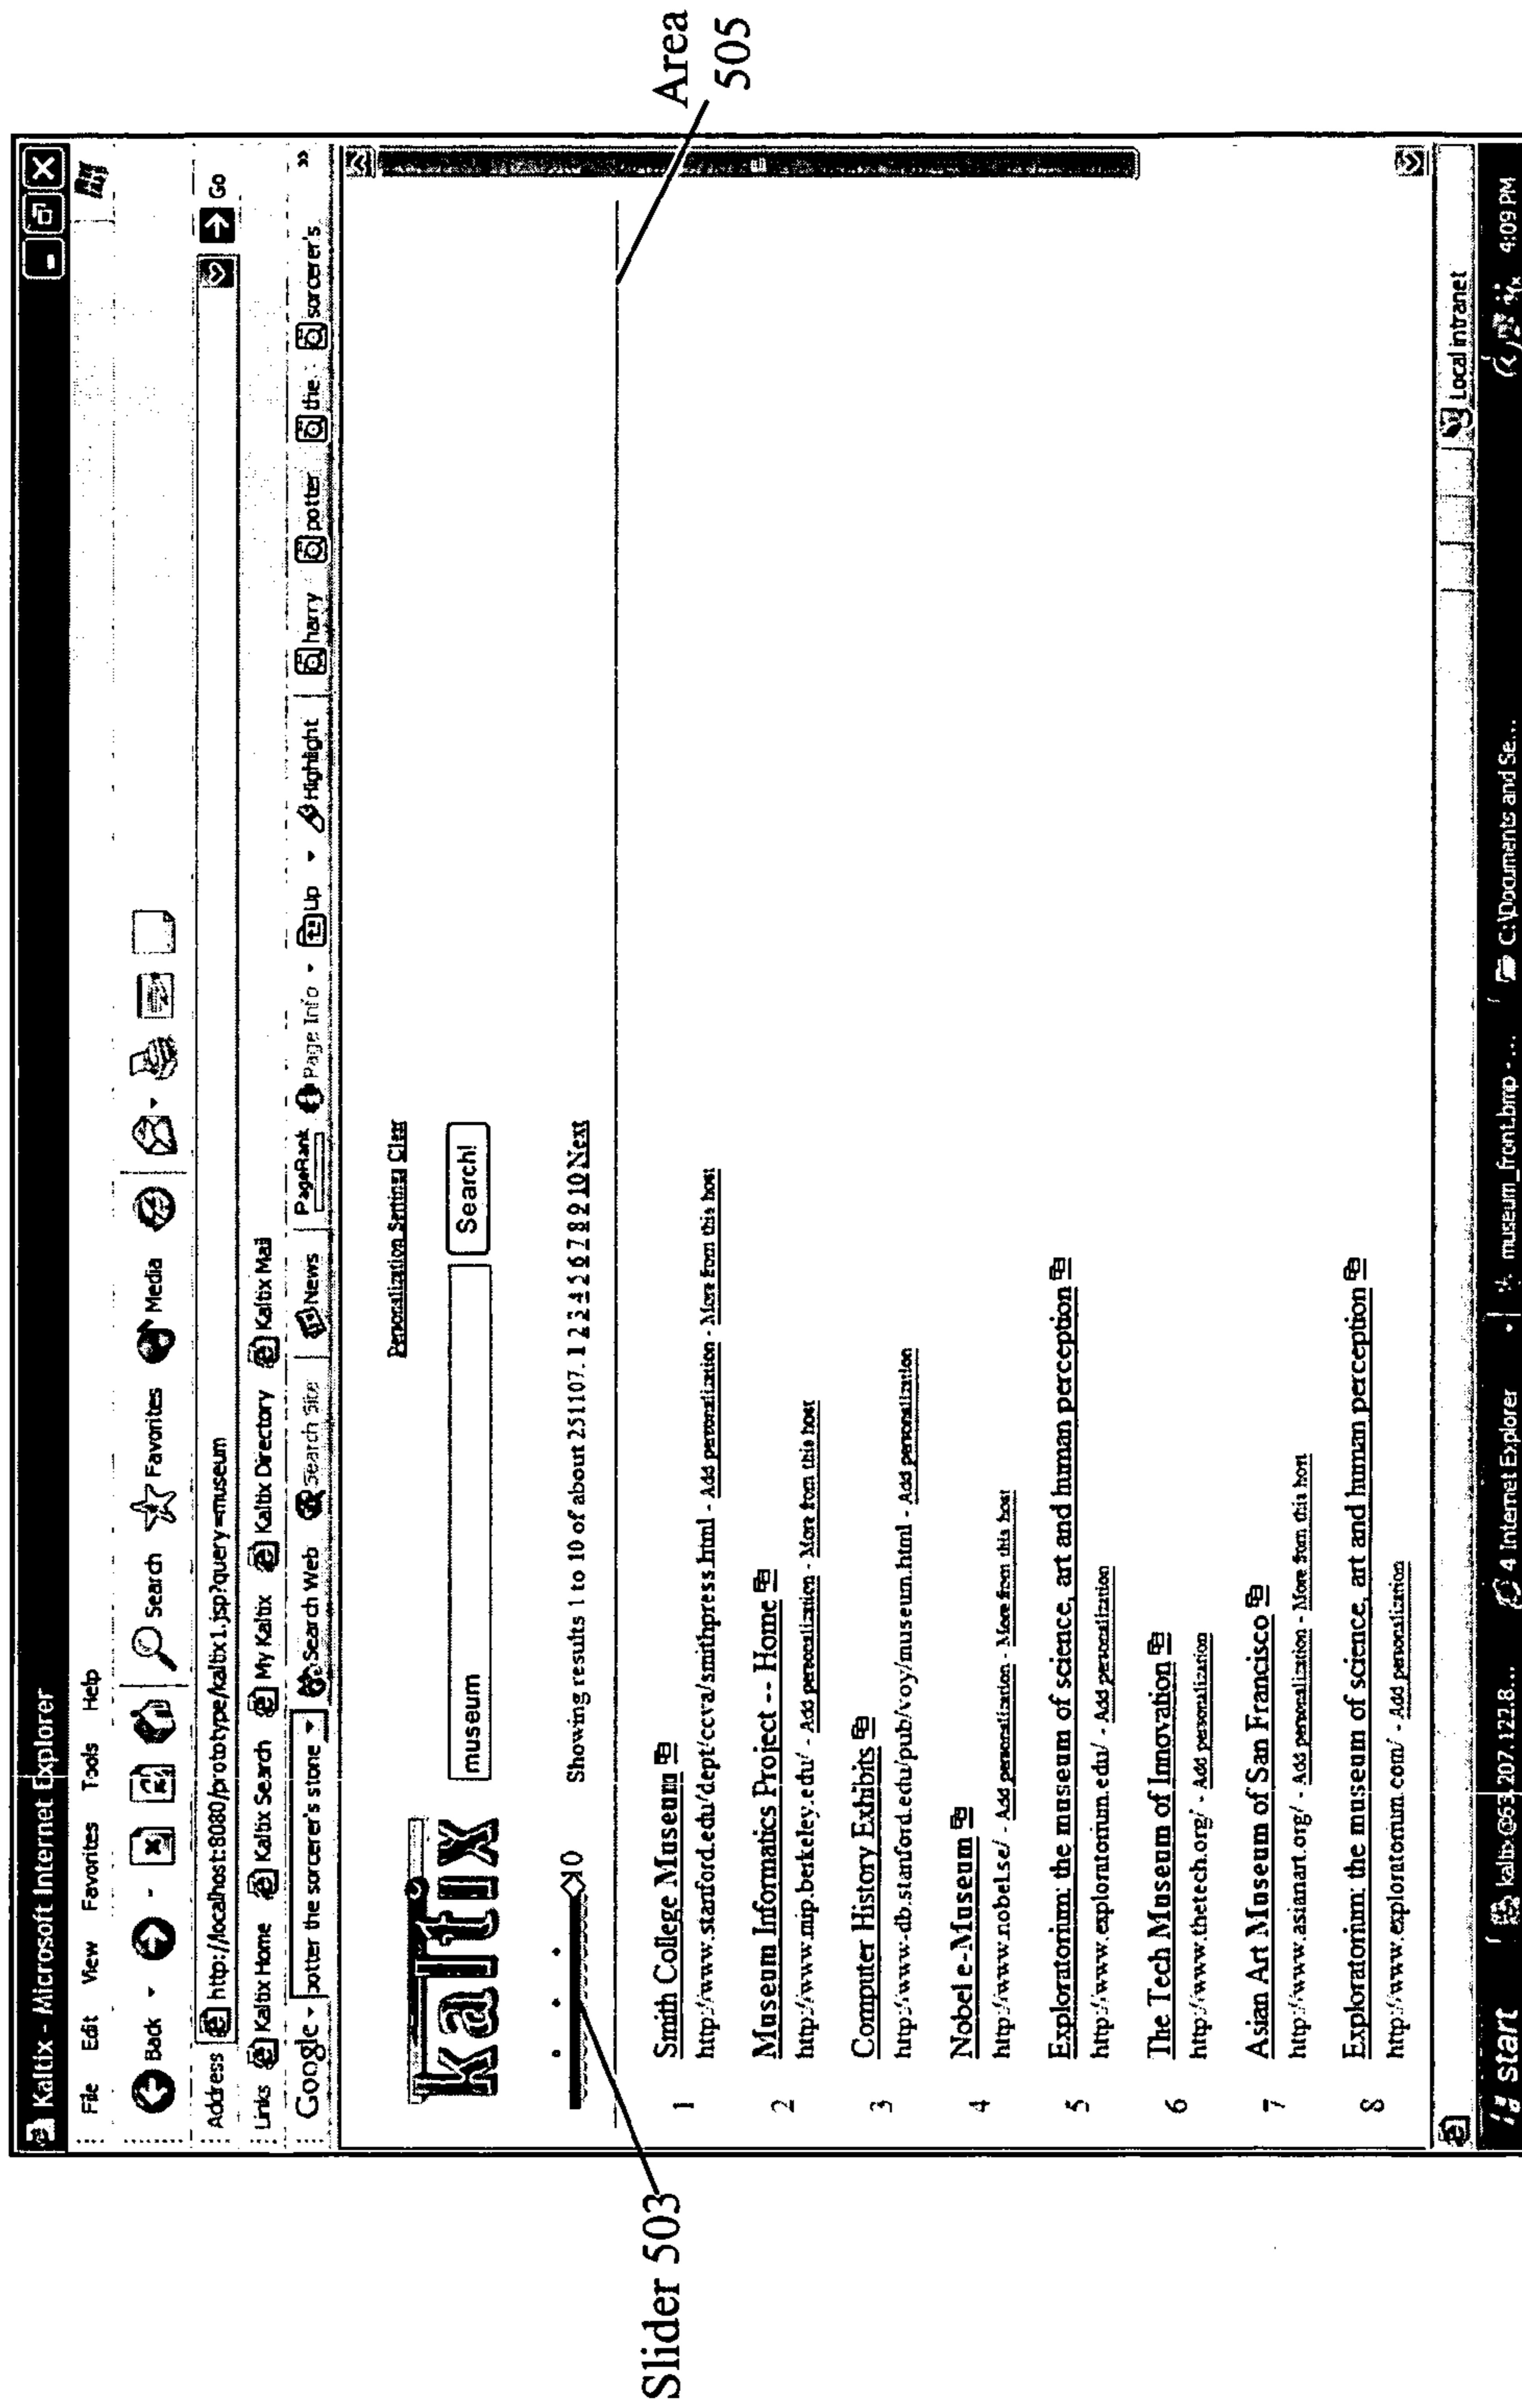 Kaltix - Microsoft Internet Explorer
File Edit View Favorites Tools Help
Back Search Favorites Media
Address http://localhost:8080/prototype/kaltix1.jsp?query=museum Go
Links Kaltix Home Kaltix Search My Kaltix Kaltix Directory Kaltix Mail
Google potter the sorcerer's stone Search Web Search Site News PageRank Page Info Up Highlight harry potter the sorcerer's »
Personalization Setting Clear
kaltix
museum Search!
10 Showing results 1 to 10 of about 251107. 1 2 3 4 5 6 7 8 9 10 Next
Slider 503
Area 505
1 Smith College Museum
http://www.stanford.edu/dept/ccva/smithpress.html - Add personalization - More from this host
2 Museum Informatics Project -- Home
http://www.mip.berkeley.edu/ - Add personalization - More from this host
3 Computer History Exhibits
http://www-db.stanford.edu/pub/voy/museum.html - Add personalization
4 Nobel e-Museum
http://www.nobel.se/ - Add personalization - More from this host
5 Exploratorium: the museum of science, art and human perception
http://www.exploratorium.edu/ - Add personalization
6 The Tech Museum of Innovation
http://www.thetech.org/ - Add personalization
7 Asian Art Museum of San Francisco
http://www.asianart.org/ - Add personalization - More from this host
8 Exploratorium: the museum of science, art and human perception
http://www.exploratorium.com/ - Add personalization
Local intranet
start kaltix@63.207.122.8... 4 Internet Explorer museum_front.bmp - ... C:\Documents and Se... 4:09 PM